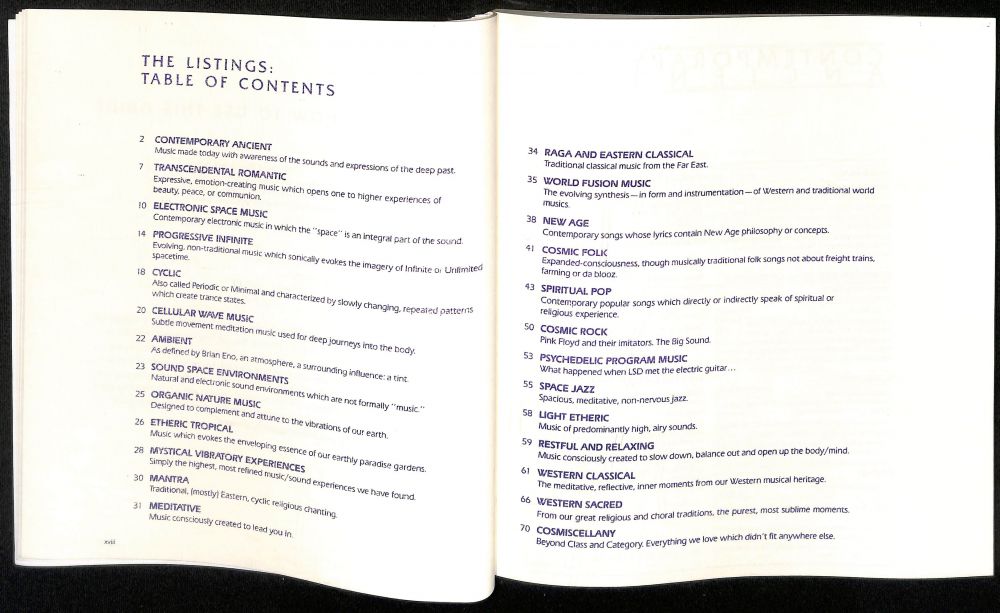 THE LISTINGS:
TABLE OF CONTENTS
2 CONTEMPORARY ANCIENT
Music made today with awareness of the sounds and expressions of the deep past.
7 TRANSCENDENTAL ROMANTIC
Expressive, emotion-creating music which opens one to higher experiences of
beauty, peace, or communion.
10 ELECTRONIC SPACE MUSIC
Contemporary electronic music in which the "space" is an integral part of the sound.
14 PROGRESSIVE INFINITE
Evolving, non-traditional music which sonically evokes the imagery of Infinite or Unlimited
spacetime.
18 CYCLIC
Also called Periodic or Minimal and characterized by slowly changing, repeated patterns
which create trance states.
20 CELLULAR WAVE MUSIC
Subtle movement meditation music used for deep journeys into the body.
22 AMBIENT
As defined by Brian Eno, an atmosphere, a surrounding influence: a tint.
23 SOUND SPACE ENVIRONMENTS
Natural and electronic sound environments which are not formally "music."
25 ORGANIC NATURE MUSIC
Designed to complement and attune to the vibrations of our earth.
26 ETHERIC TROPICAL
Music which evokes the enveloping essence of our earthly paradise gardens.
28 MYSTICAL VIBRATORY EXPERIENCES
Simply the highest, most refined music/sound experiences we have found.
30 MANTRA
Traditional, (mostly) Eastern, cyclic religious chanting.
31 MEDITATIVE
Music consciously created to lead you in.
xviii
34 RAGA AND EASTERN CLASSICAL
Traditional classical music from the Far East.
35 WORLD FUSION MUSIC
The evolving synthesis—in form and instrumentation—of Western and traditional world
musics.
38 NEW AGE
Contemporary songs whose lyrics contain New Age philosophy or concepts.
41 COSMIC FOLK
Expanded-consciousness, though musically traditional folk songs not about freight trains,
farming or da blooz.
43 SPIRITUAL POP
Contemporary popular songs which directly or indirectly speak of spiritual or
religious experience.
50 COSMIC ROCK
Pink Floyd and their imitators. The Big Sound.
53 PSYCHEDELIC PROGRAM MUSIC
What happened when LSD met the electric guitar...
55 SPACE JAZZ
Spacious, meditative, non-nervous jazz.
58 LIGHT ETHERIC
Music of predominantly high, airy sounds.
59 RESTFUL AND RELAXING
Music consciously created to slow down, balance out and open up the body/mind.
61 WESTERN CLASSICAL
The meditative, reflective, inner moments from our Western musical heritage.
66 WESTERN SACRED
From our great religious and choral traditions, the purest, most sublime moments.
70 COSMISCELLANY
Beyond Class and Category. Everything we love which didn't fit anywhere else.